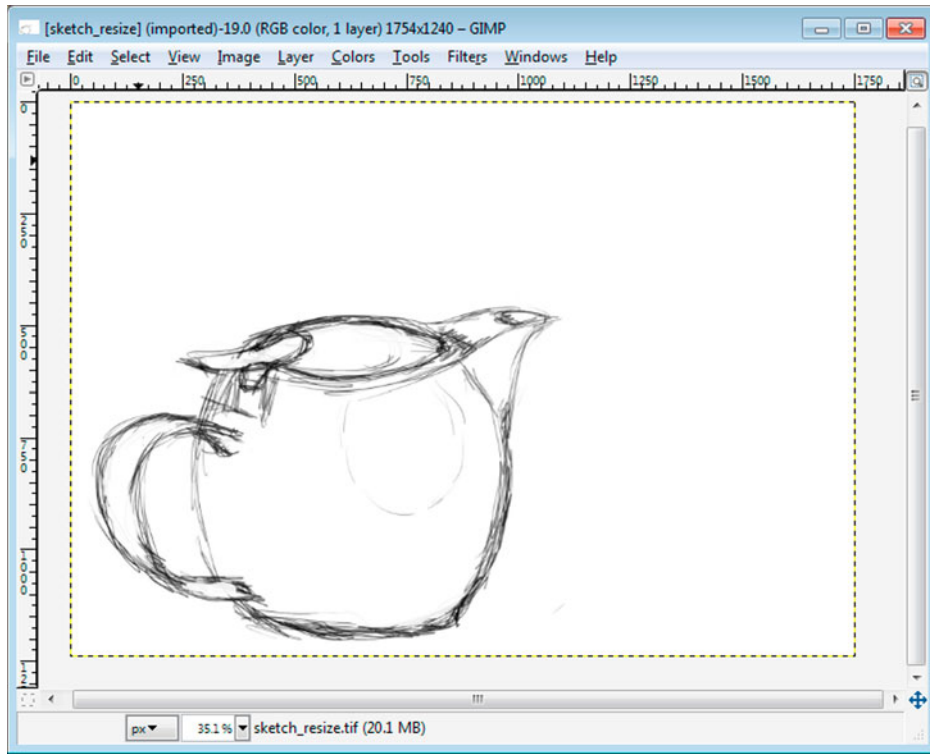 [sketch_resize] (imported)-19.0 (RGB color, 1 layer) 1754x1240 – GIMP
File Edit Select View Image Layer Colors Tools Filters Windows Help
0 250 500 750 1000 1250 1500 1750
0
250
500
750
1000
12
px 35.1 % sketch_resize.tif (20.1 MB)